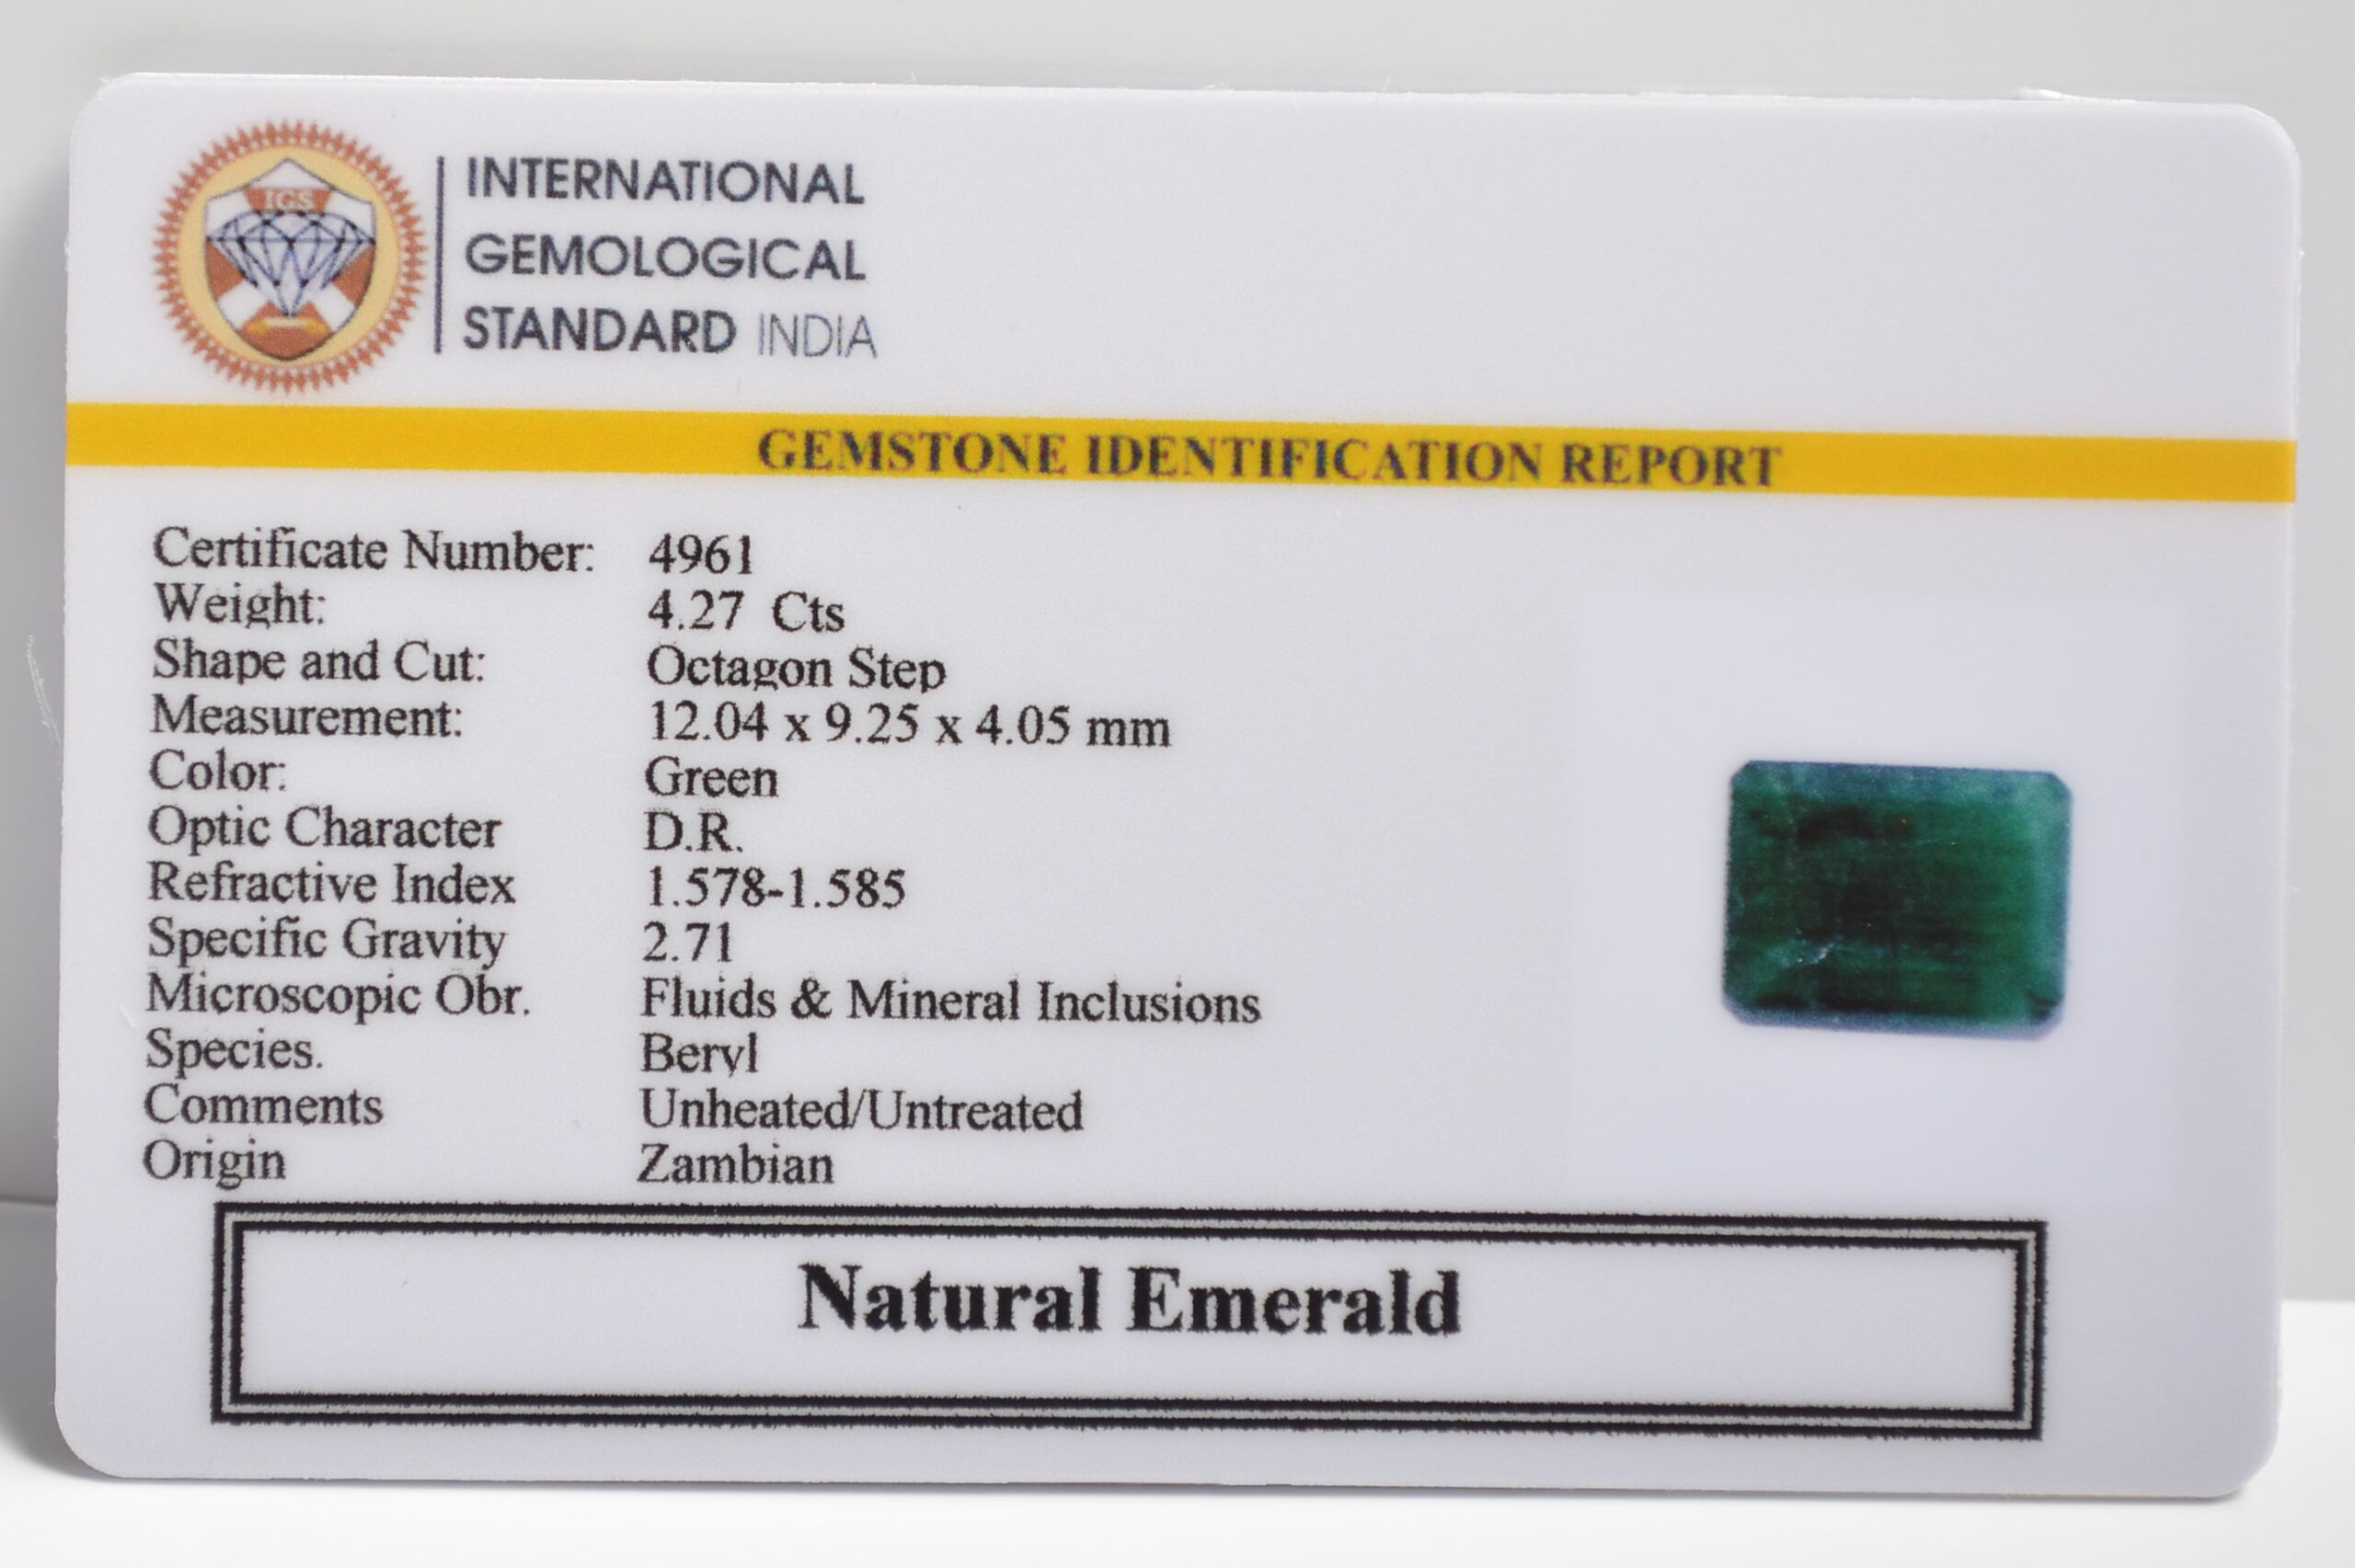 IGS
INTERNATIONAL
GEMOLOGICAL
STANDARD INDIA
GEMSTONE IDENTIFICATION REPORT
Certificate Number: 4961
Weight: 4.27 Cts
Shape and Cut: Octagon Step
Measurement: 12.04 x 9.25 x 4.05 mm
Color: Green
Optic Character D.R.
Refractive Index 1.578-1.585
Specific Gravity 2.71
Microscopic Obr. Fluids & Mineral Inclusions
Species. Beryl
Comments Unheated/Untreated
Origin Zambian
Natural Emerald